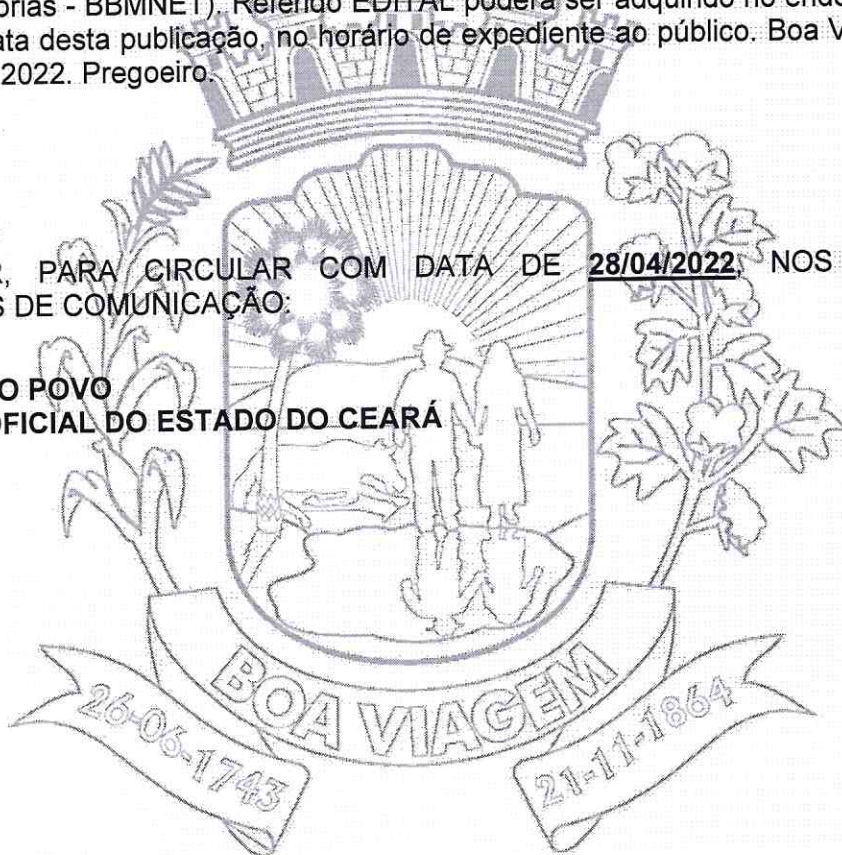 órias - BBMNET). Referido EDITAL poderá ser adquirido no
ata desta publicação, no horário de expediente ao público. Boa V
2022. Pregoeiro.
PARA CIRCULAR COM DATA DE 28/04/2022, NOS
S DE COMUNICAÇÃO:
O POVO
OFICIAL DO ESTADO DO CEARÁ
BOA VIAGEM
26-06-1743
21-11-1864